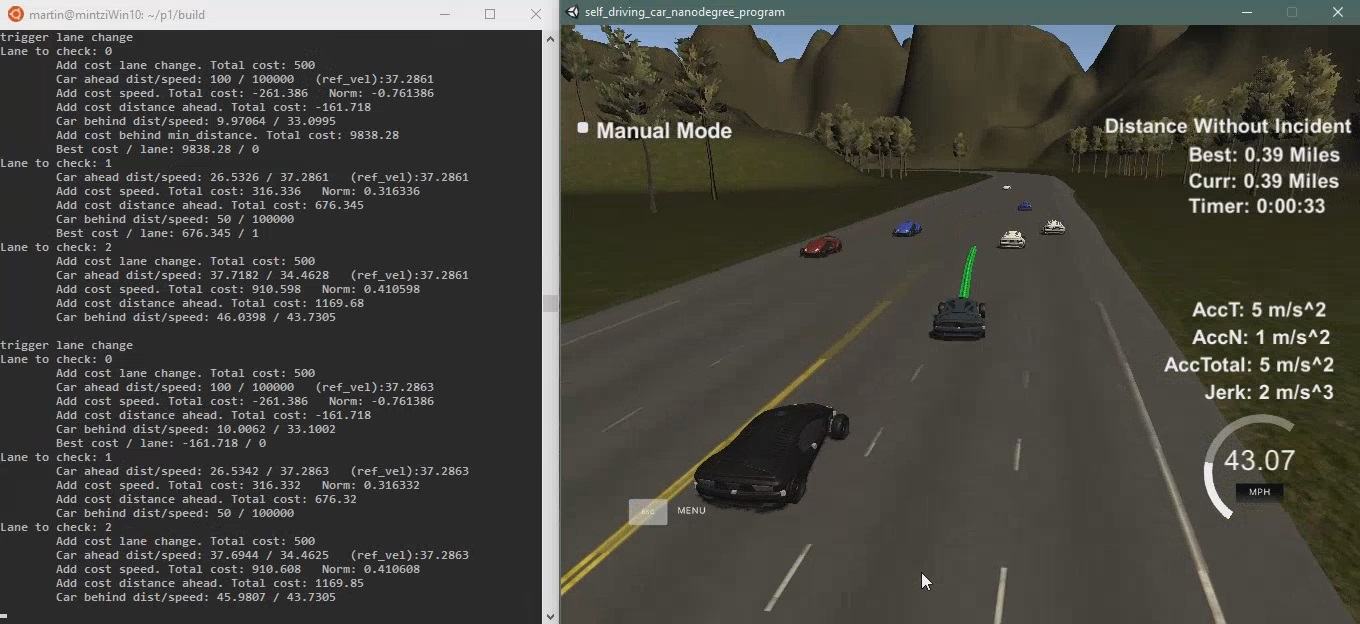 martin@mintziWin10: ~/p1/build
trigger lane change
Lane to check: 0
Add cost lane change. Total cost: 500
Car ahead dist/speed: 100 / 100000 (ref_vel):37.2861
Add cost speed. Total cost: -261.386 Norm: -0.761386
Add cost distance ahead. Total cost: -161.718
Car behind dist/speed: 9.97064 / 33.0995
Add cost behind min_distance. Total cost: 9838.28
Best cost / lane: 9838.28 / 0
Lane to check: 1
Car ahead dist/speed: 26.5326 / 37.2861 (ref_vel):37.2861
Add cost speed. Total cost: 316.336 Norm: 0.316336
Add cost distance ahead. Total cost: 676.345
Car behind dist/speed: 50 / 100000
Best cost / lane: 676.345 / 1
Lane to check: 2
Add cost lane change. Total cost: 500
Car ahead dist/speed: 37.7182 / 34.4628 (ref_vel):37.2861
Add cost speed. Total cost: 910.598 Norm: 0.410598
Add cost distance ahead. Total cost: 1169.68
Car behind dist/speed: 46.0398 / 43.7305
trigger lane change
Lane to check: 0
Add cost lane change. Total cost: 500
Car ahead dist/speed: 100 / 100000 (ref_vel):37.2863
Add cost speed. Total cost: -261.386 Norm: -0.761386
Add cost distance ahead. Total cost: -161.718
Car behind dist/speed: 10.0062 / 33.1002
Best cost / lane: -161.718 / 0
Lane to check: 1
Car ahead dist/speed: 26.5342 / 37.2863 (ref_vel):37.2863
Add cost speed. Total cost: 316.332 Norm: 0.316332
Add cost distance ahead. Total cost: 676.32
Car behind dist/speed: 50 / 100000
Lane to check: 2
Add cost lane change. Total cost: 500
Car ahead dist/speed: 37.6944 / 34.4625 (ref_vel):37.2863
Add cost speed. Total cost: 910.608 Norm: 0.410608
Add cost distance ahead. Total cost: 1169.85
Car behind dist/speed: 45.9807 / 43.7305
self_driving_car_nanodegree_program
Manual Mode
Distance Without Incident
Best: 0.39 Miles
Curr: 0.39 Miles
Timer: 0:00:33
AccT: 5 m/s^2
AccN: 1 m/s^2
AccTotal: 5 m/s^2
Jerk: 2 m/s^3
43.07
MPH
MENU